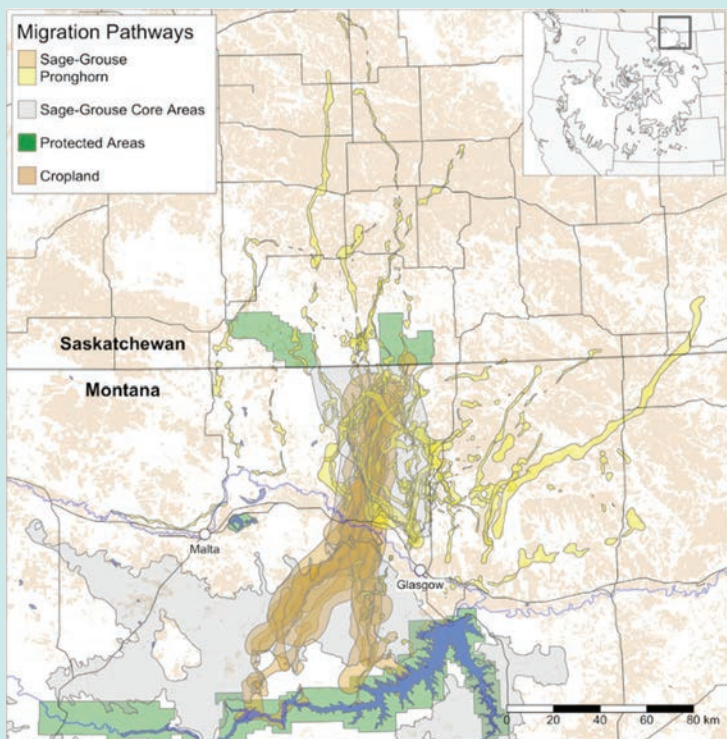 Migration Pathways
Sage-Grouse
Pronghorn
Sage-Grouse Core Areas
Protected Areas
Cropland
Saskatchewan
Montana
Malta
Glasgow
0 20 40 60 80 km